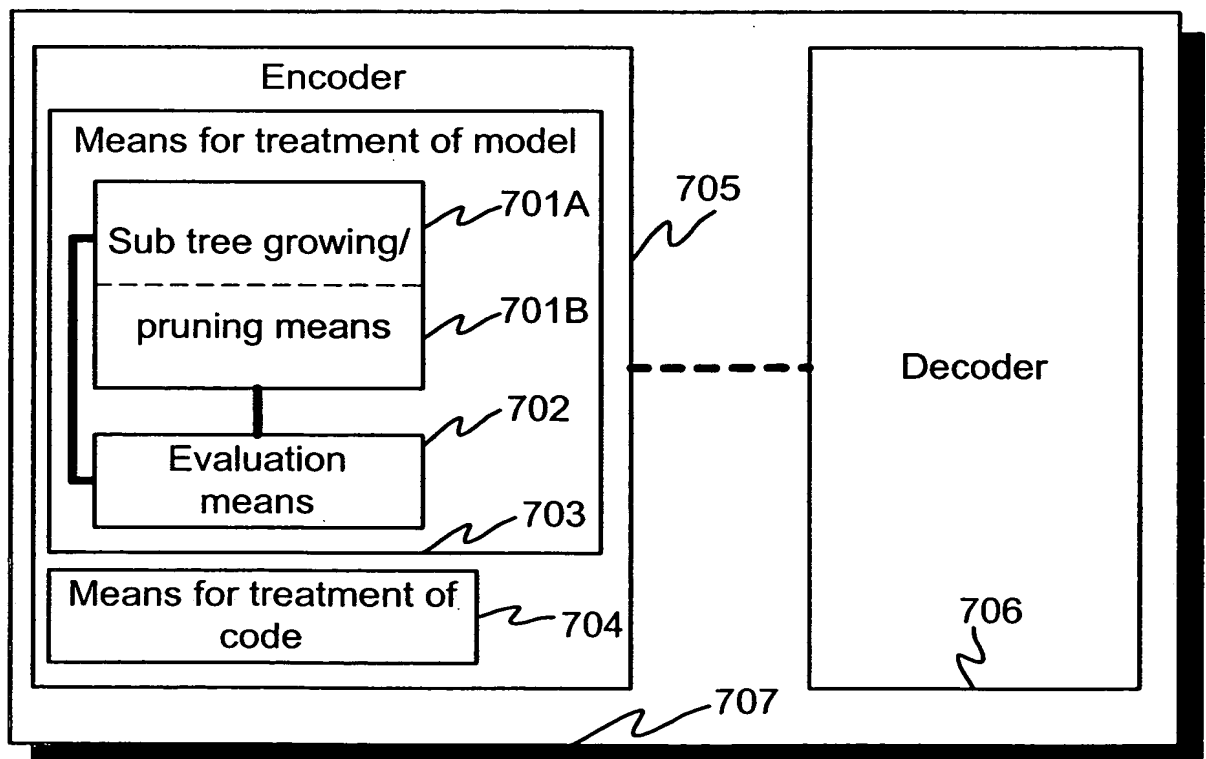 Encoder
Means for treatment of model
701A
705
Sub tree growing/
701B
pruning means
Decoder
702
Evaluation
means
703
Means for treatment of
code
704
706
707